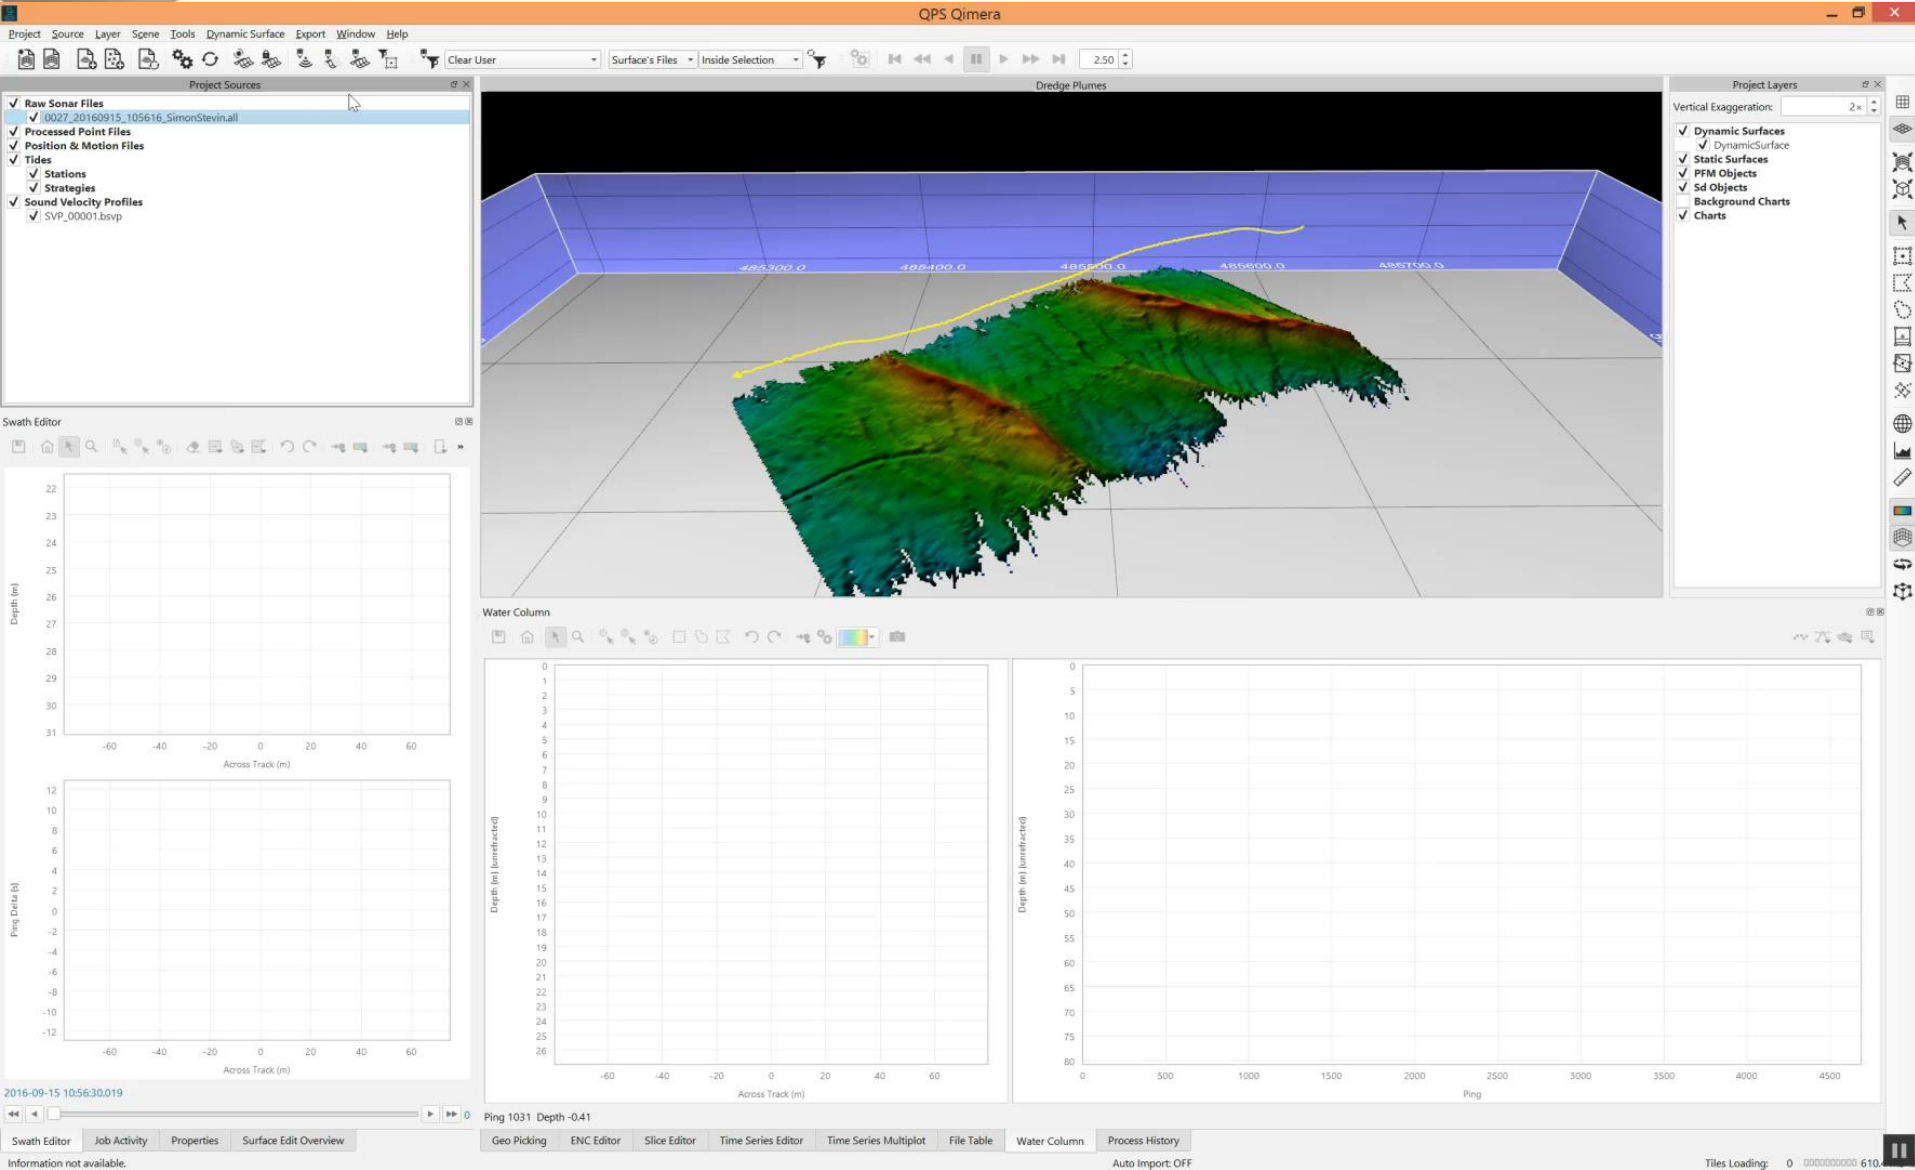 QPS Qimera
Project Source Layer Scene Tools Dynamic Surface Export Window Help
Clear User Surface's Files Inside Selection 2.50
Project Sources
Raw Sonar Files
0027_20160915_105616_SimonStevin.all
Processed Point Files
Position & Motion Files
Tides
Stations
Strategies
Sound Velocity Profiles
SVP_00001.bsvp
Dredge Plumes
485300.0 485400.0 485500.0 485600.0 485700.0
Project Layers
Vertical Exaggeration: 2×
Dynamic Surfaces
DynamicSurface
Static Surfaces
PFM Objects
Sd Objects
Background Charts
Charts
Swath Editor
22
23
24
25
26
27
28
29
30
31
Depth (m)
-60 -40 -20 0 20 40 60
Across Track (m)
12
10
8
6
4
2
0
-2
-4
-6
-8
-10
-12
Ping Delta (s)
-60 -40 -20 0 20 40 60
Across Track (m)
2016-09-15 10:56:30.019
0
Swath Editor Job Activity Properties Surface Edit Overview
Information not available.
Water Column
0
1
2
3
4
5
6
7
8
9
10
11
12
13
14
15
16
17
18
19
20
21
22
23
24
25
26
Depth (m) (unrefracted)
-60 -40 -20 0 20 40 60
Across Track (m)
0
5
10
15
20
25
30
35
40
45
50
55
60
65
70
75
80
Depth (m) (unrefracted)
0 500 1000 1500 2000 2500 3000 3500 4000 4500
Ping
Ping 1031 Depth -0.41
Geo Picking ENC Editor Slice Editor Time Series Editor Time Series Multiplot File Table Water Column Process History
Auto Import: OFF
Tiles Loading: 0